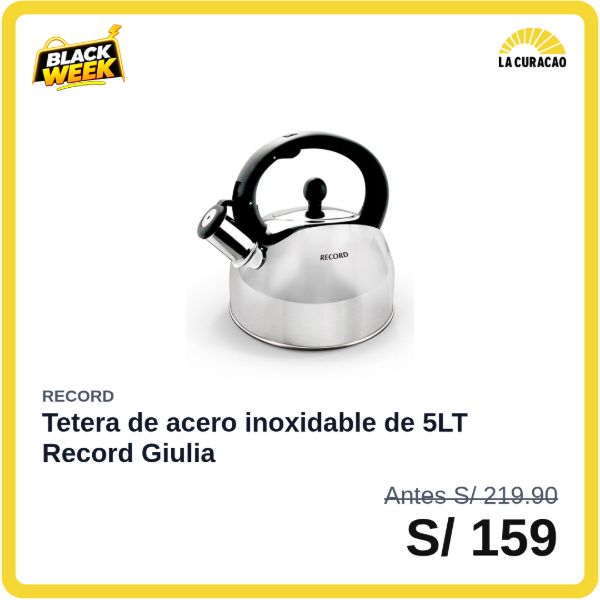 BLACK
WEEK
LA CURACAO
RECORD
RECORD
Tetera de acero inoxidable de 5LT
Record Giulia
Antes S/ 219.90
S/ 159